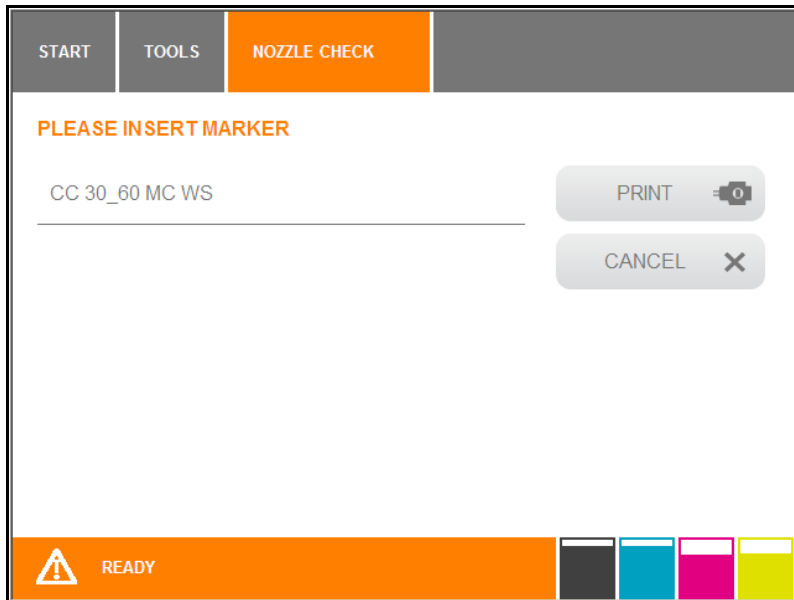 START
TOOLS
NOZZLE CHECK
PLEASE INSERT MARKER
CC 30_60 MC WS
PRINT
CANCEL
READY